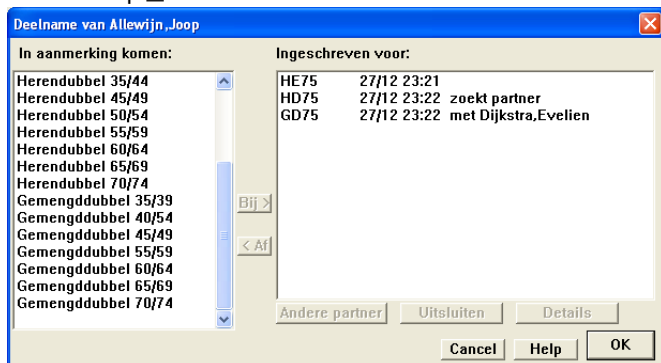 Deelname van Allewijn,Joop
In aanmerking komen:
Herendubbel 35/44
Herendubbel 45/49
Herendubbel 50/54
Herendubbel 55/59
Herendubbel 60/64
Herendubbel 65/69
Herendubbel 70/74
Gemengddubbel 35/39
Gemengddubbel 40/54
Gemengddubbel 45/49
Gemengddubbel 55/59
Gemengddubbel 60/64
Gemengddubbel 65/69
Gemengddubbel 70/74
Bij >
< Af
Ingeschreven voor:
HE75 27/12 23:21
HD75 27/12 23:22 zoekt partner
GD75 27/12 23:22 met Dijkstra,Evelien
Andere partner Uitsluiten Details
Cancel Help OK